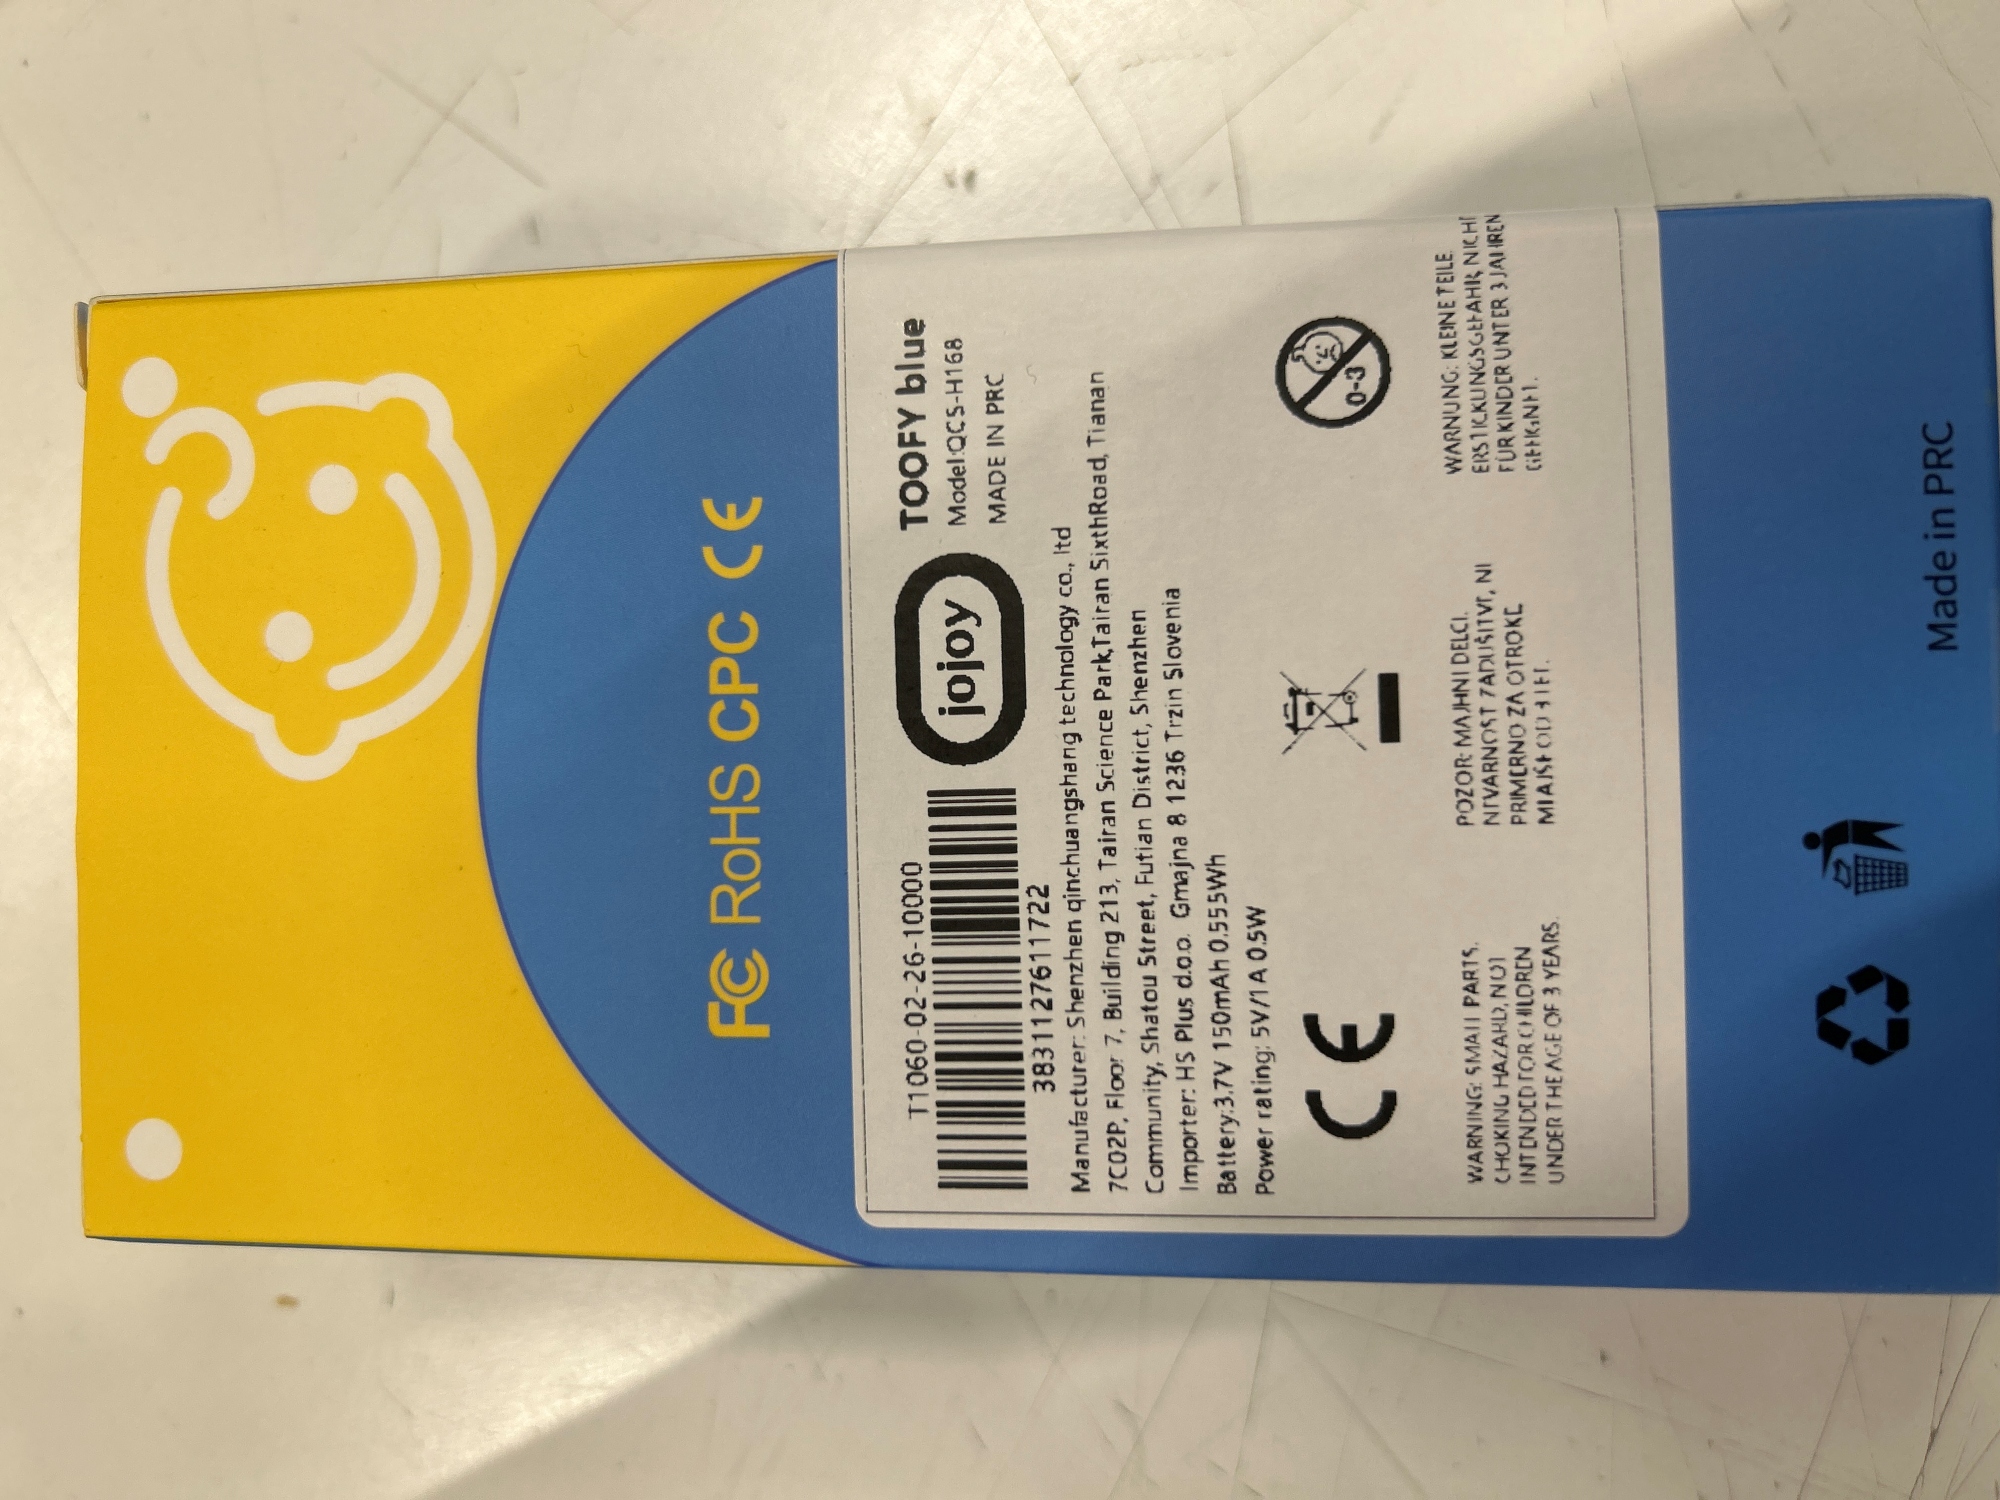 FC RoHS CPC CE
T1060-02-26-10000
3831127611722
jojoy
TOOFY blue
Model:QCS-H168
MADE IN PRC
Manufacturer: Shenzhen qinchuangshang technology co., ltd
7C02P, Floor 7, Building 213, Tairan Science Park,Tairan SixthRoad, Tianan
Community, Shatou Street, Futian District, Shenzhen
Importer: HS Plus d.o.o. Gmajna 8 1236 Trzin Slovenia
Battery:3.7V 150mAh 0.555Wh
Power rating: 5V/1A 0.5W
CE
0-3
WARNING: SMALL PARTS.
CHOKING HAZARD, NOT
INTENDED FOR CHILDREN
UNDER THE AGE OF 3 YEARS.
POZOR: MAJHNI DELCI.
NEVARNOST ZADUŠITVE, NI
PRIMERNO ZA OTROKE
MLAJŠE OD 3 LET.
WARNUNG: KLEINE TEILE.
ERSTICKUNGSGEFAHR, NICHT
FÜR KINDER UNTER 3 JAHREN
GEEIGNET.
Made in PRC